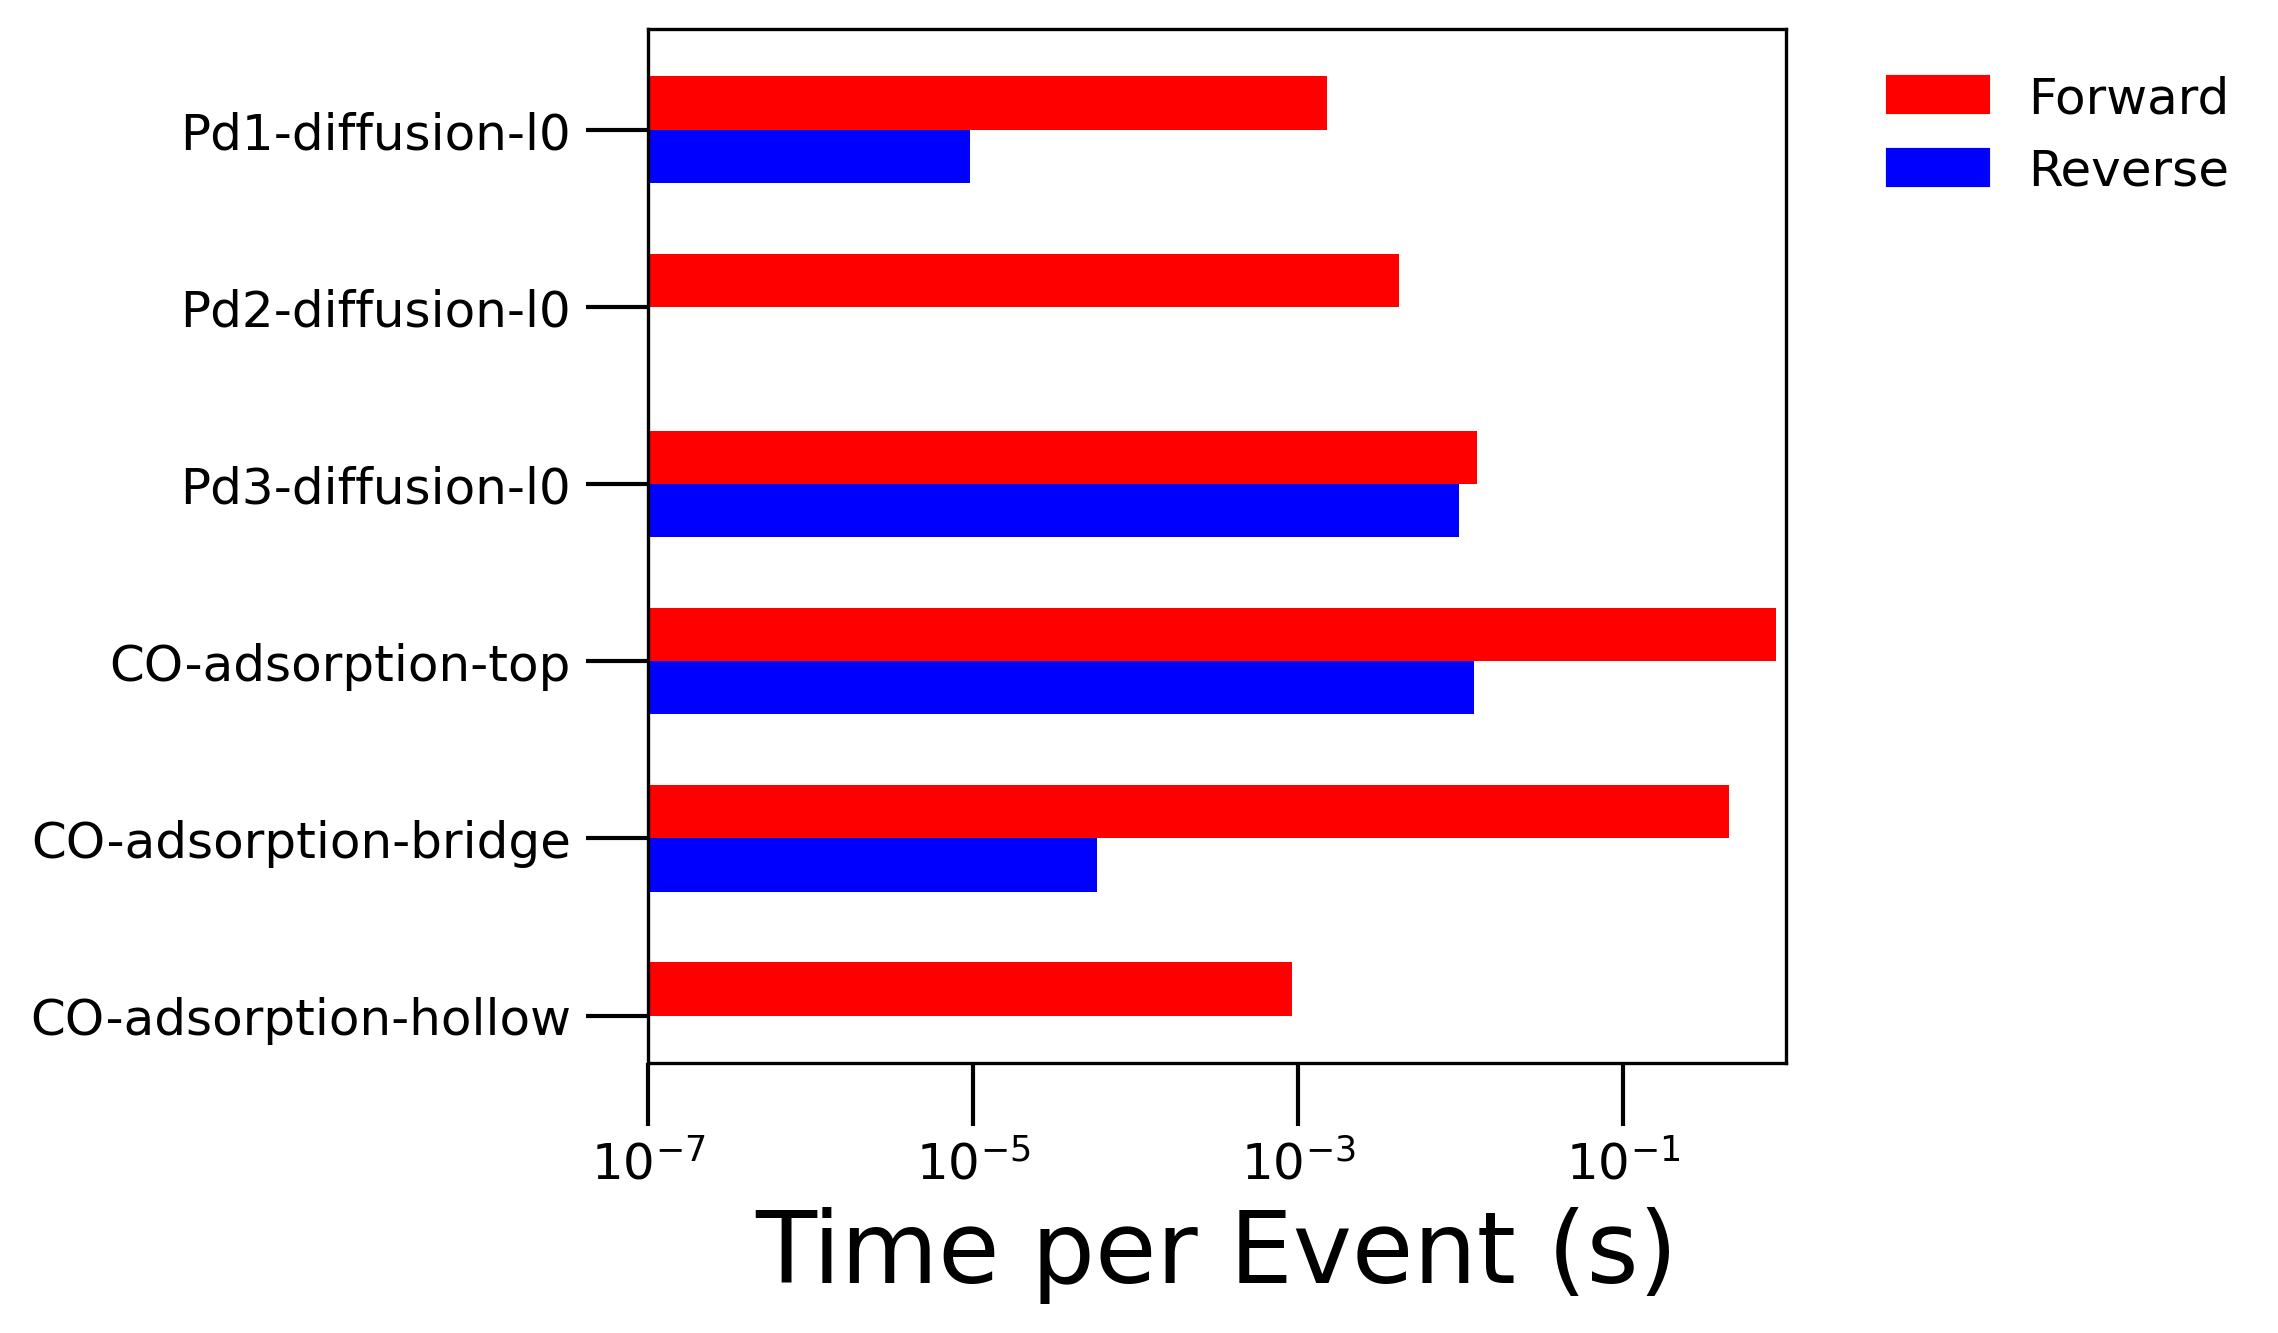 Pd1-diffusion-l0
Pd2-diffusion-l0
Pd3-diffusion-l0
CO-adsorption-top
CO-adsorption-bridge
CO-adsorption-hollow
Forward
Reverse
10⁻⁷ 10⁻⁵ 10⁻³ 10⁻¹
Time per Event (s)